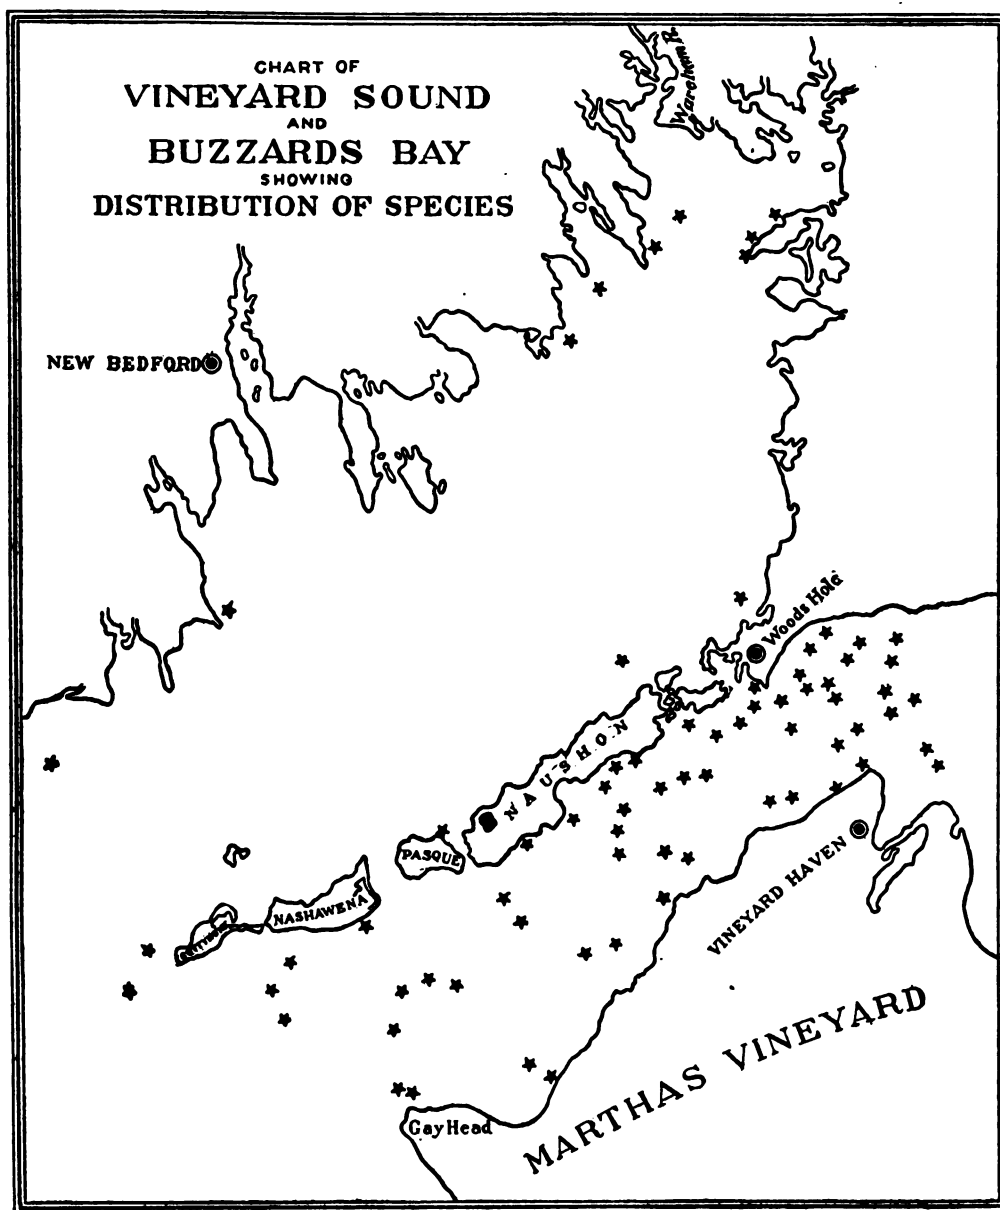 CHART OF
VINEYARD SOUND
AND
BUZZARDS BAY
SHOWING
DISTRIBUTION OF SPECIES
Wareham R.
NEW BEDFORD
Woods Hole
NAUSHON
PASQUE
NASHAWENA
VINEYARD HAVEN
MARTHAS VINEYARD
Gay Head